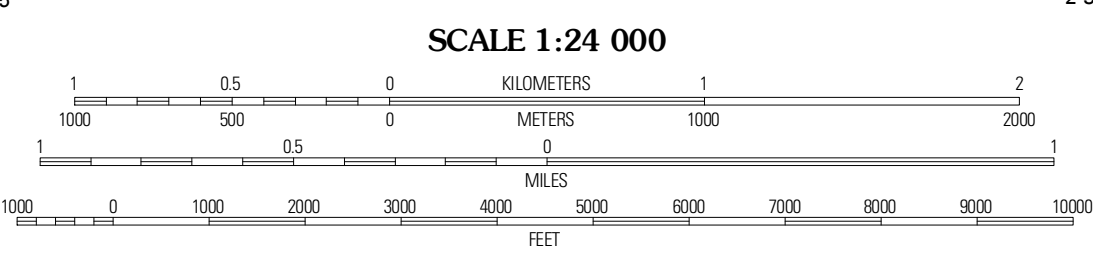 SCALE 1:24 000
1 0.5 0 KILOMETERS 1 2
1000 500 0 METERS 1000 2000
1 0.5 0 1
MILES
1000 0 1000 2000 3000 4000 5000 6000 7000 8000 9000 10000
FEET